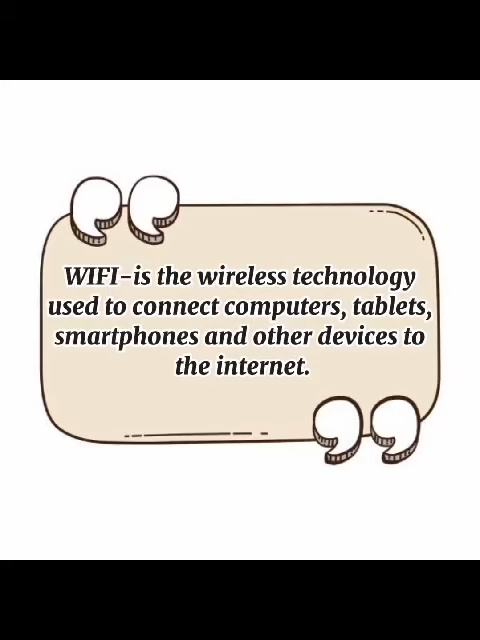 WIFI-is the wireless technology
used to connect computers, tablets,
smartphones and other devices to
the internet.